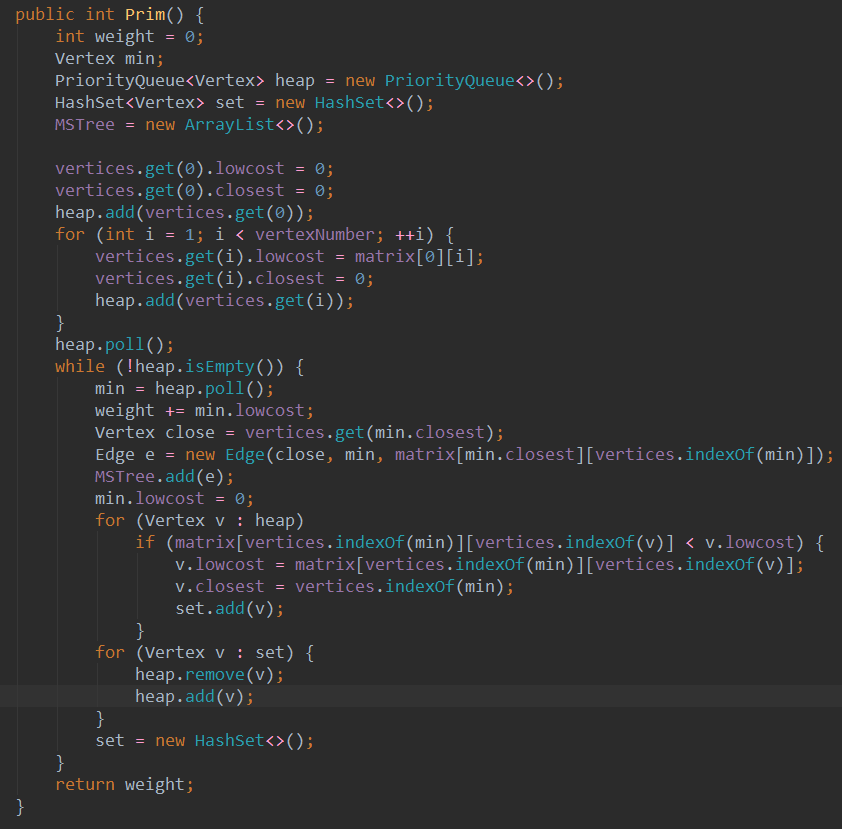 public int Prim() {
    int weight = 0;
    Vertex min;
    PriorityQueue<Vertex> heap = new PriorityQueue<>();
    HashSet<Vertex> set = new HashSet<>();
    MSTree = new ArrayList<>();

    vertices.get(0).lowcost = 0;
    vertices.get(0).closest = 0;
    heap.add(vertices.get(0));
    for (int i = 1; i < vertexNumber; ++i) {
        vertices.get(i).lowcost = matrix[0][i];
        vertices.get(i).closest = 0;
        heap.add(vertices.get(i));
    }
    heap.poll();
    while (!heap.isEmpty()) {
        min = heap.poll();
        weight += min.lowcost;
        Vertex close = vertices.get(min.closest);
        Edge e = new Edge(close, min, matrix[min.closest][vertices.indexOf(min)]);
        MSTree.add(e);
        min.lowcost = 0;
        for (Vertex v : heap)
            if (matrix[vertices.indexOf(min)][vertices.indexOf(v)] < v.lowcost) {
                v.lowcost = matrix[vertices.indexOf(min)][vertices.indexOf(v)];
                v.closest = vertices.indexOf(min);
                set.add(v);
            }
        for (Vertex v : set) {
            heap.remove(v);
            heap.add(v);
        }
        set = new HashSet<>();
    }
    return weight;
}